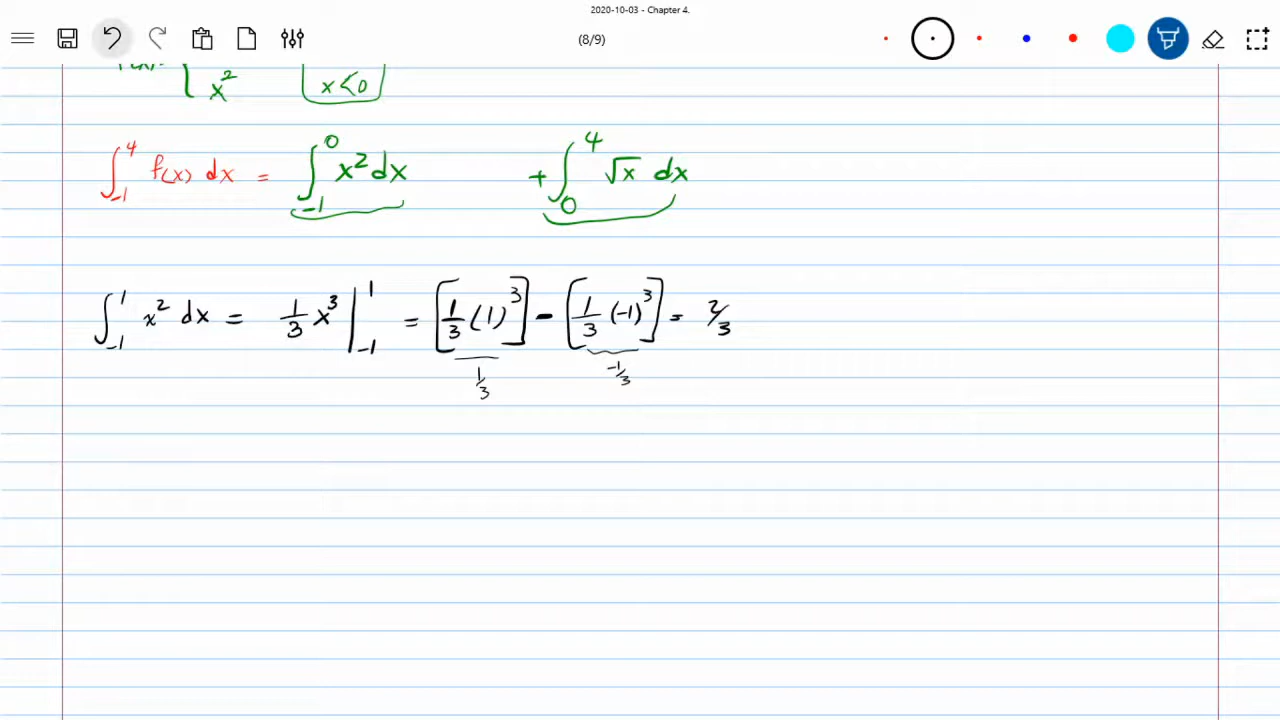 2020-10-03 - Chapter 4.
(8/9)
x² x<0
∫₋₁⁴ f(x) dx = ∫₋₁⁰ x² dx + ∫₀⁴ √x dx
∫₋₁¹ x² dx = 1/3 x³ |₋₁¹ = [1/3 (1)³] - [1/3 (-1)³] = 2/3
1/3 -1/3